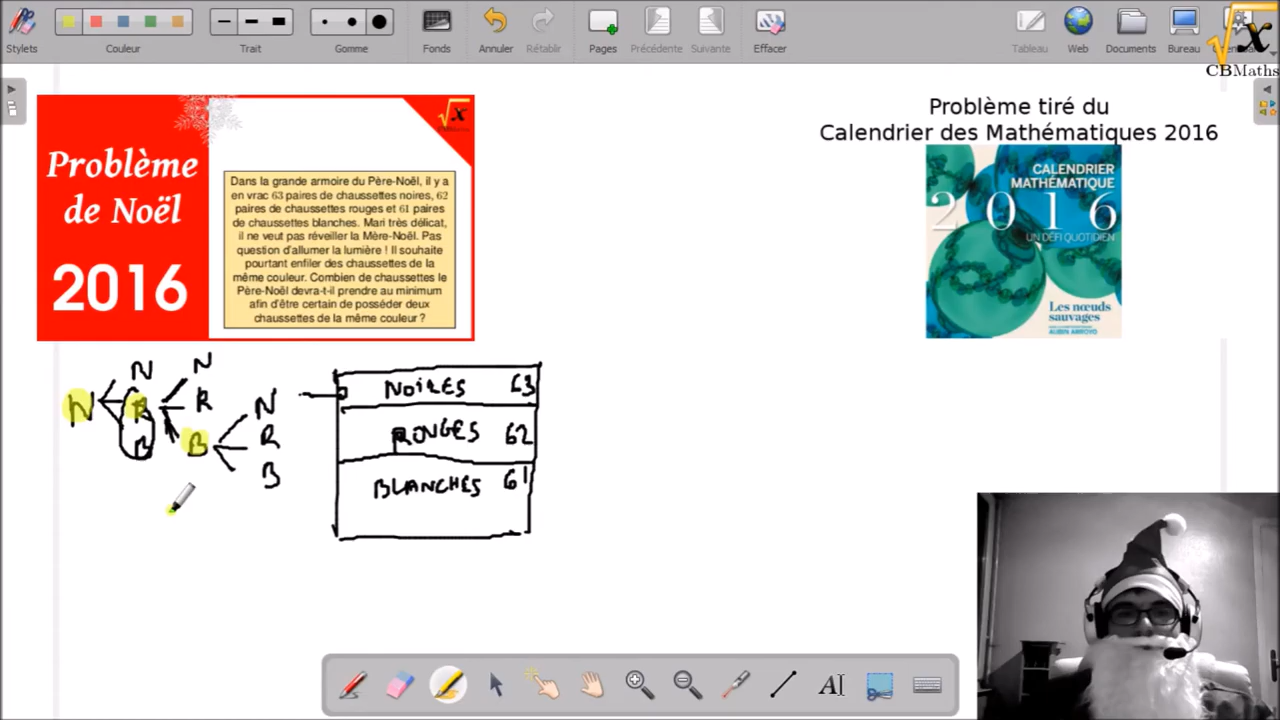 Stylets
Couleur
Trait
Gomme
Fonds
Annuler
Rétablir
Pages
Précédente
Suivante
Effacer
Tableau
Web
Documents
Bureau
√x
CBMaths
Problème
de Noël
2016
√x
CBMaths
Dans la grande armoire du Père-Noël, il y a
en vrac 63 paires de chaussettes noires, 62
paires de chaussettes rouges et 61 paires
de chaussettes blanches. Mari très délicat,
il ne veut pas réveiller la Mère-Noël. Pas
question d'allumer la lumière ! Il souhaite
pourtant enfiler des chaussettes de la
même couleur. Combien de chaussettes le
Père-Noël devra-t-il prendre au minimum
afin d'être certain de posséder deux
chaussettes de la même couleur ?
Problème tiré du
Calendrier des Mathématiques 2016
CALENDRIER
MATHÉMATIQUE
2016
UN DÉFI QUOTIDIEN
Les nœuds
sauvages
AUBIN ARROYO
N
N
R
B
N
R
B
N
R
B
NOIRES 63
ROUGES 62
BLANCHES 61
AI